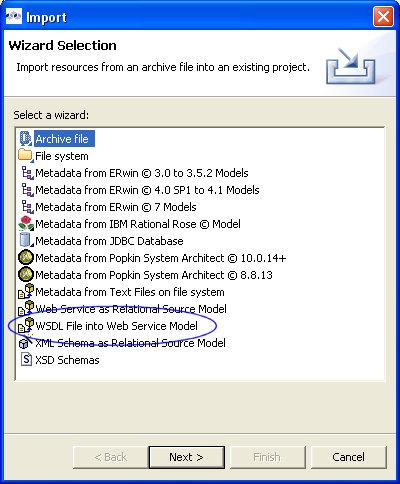 Import
Wizard Selection
Import resources from an archive file into an existing project.
Select a wizard:
Archive file
File system
Metadata from ERwin © 3.0 to 3.5.2 Models
Metadata from ERwin © 4.0 SP1 to 4.1 Models
Metadata from ERwin © 7 Models
Metadata from IBM Rational Rose © Model
Metadata from JDBC Database
Metadata from Popkin System Architect © 10.0.14+
Metadata from Popkin System Architect © 8.8.13
Metadata from Text Files on file system
Web Service as Relational Source Model
WSDL File into Web Service Model
XML Schema as Relational Source Model
XSD Schemas
< Back Next > Finish Cancel